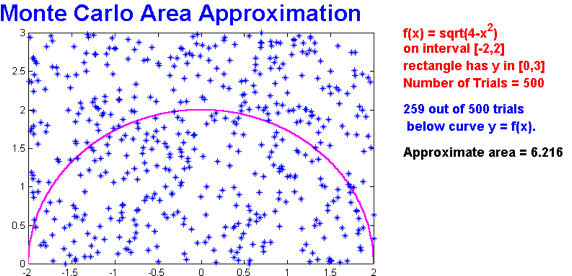 Monte Carlo Area Approximation
f(x) = sqrt(4-x²)
on interval [-2,2]
rectangle has y in [0,3]
Number of Trials = 500
259 out of 500 trials
below curve y = f(x).
Approximate area = 6.216
3
2.5
2
1.5
1
0.5
0
-2 -1.5 -1 -0.5 0 0.5 1 1.5 2